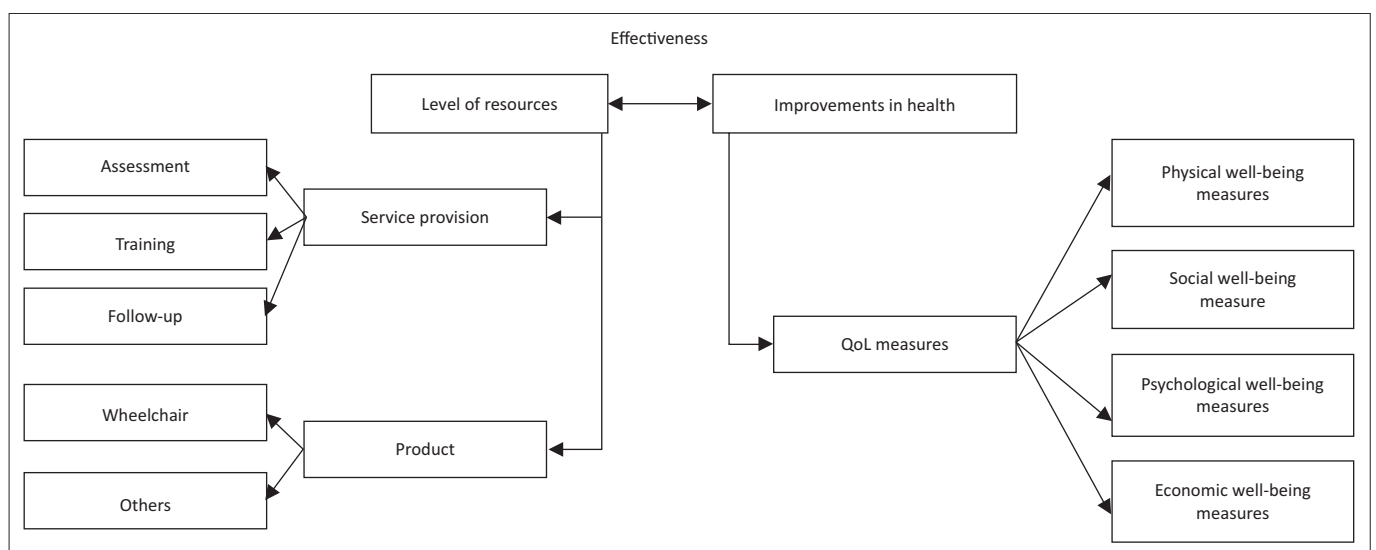 Effectiveness
Level of resources
Improvements in health
Assessment
Service provision
Training
Follow-up
Wheelchair
Product
Others
QoL measures
Physical well-being
measures
Social well-being
measure
Psychological well-being
measures
Economic well-being
measures